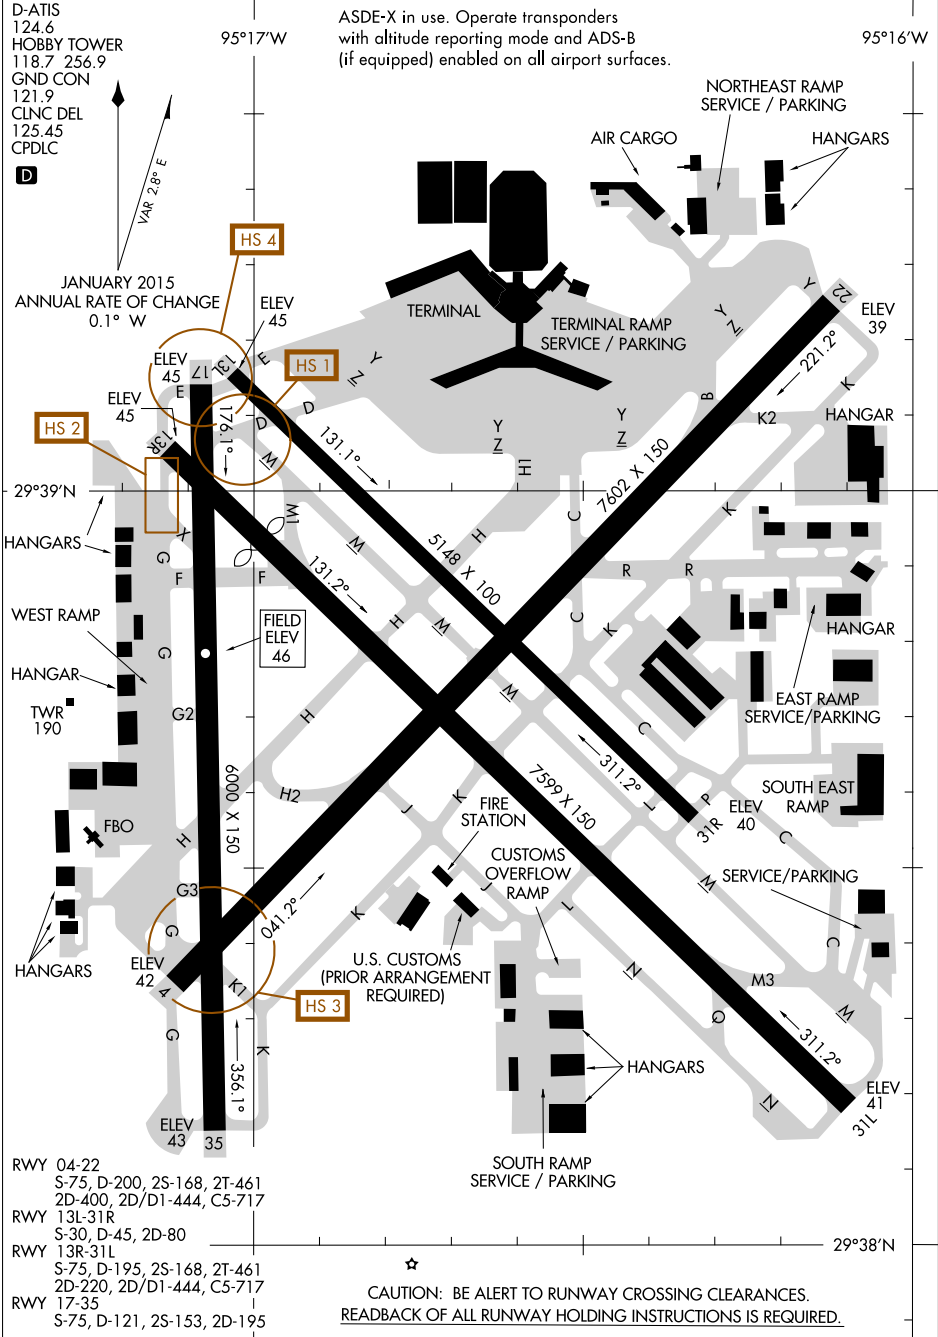 D-ATIS
124.6
HOBBY TOWER
118.7 256.9
GND CON
121.9
CLNC DEL
125.45
CPDLC
D
ASDE-X in use. Operate transponders
with altitude reporting mode and ADS-B
(if equipped) enabled on all airport surfaces.
95°17'W
95°16'W
VAR 2.8° E
JANUARY 2015
ANNUAL RATE OF CHANGE
0.1° W
NORTHEAST RAMP
SERVICE / PARKING
AIR CARGO
HANGARS
HS 4
TERMINAL
TERMINAL RAMP
SERVICE / PARKING
ELEV
45
ELEV
45
ELEV
45
ELEV
39
22
Y
221.2°
17
13L
13R
E
E
HS 1
HS 2
D
D
Y
Z
Y
Z
Y
Z
Y
Z
B
K2
K
HANGAR
176.1°
131.1°
W
7602 X 150
29°39'N
H1
M1
C
K
H
HANGARS
X
G
F
F
M
5148 X 100
131.2°
R
R
WEST RAMP
H
M
C
K
HANGAR
FIELD
ELEV
46
G
HANGAR
M
EAST RAMP
SERVICE/PARKING
TWR
190
G2
H
C
6000 X 150
H2
J
K
7599 X 150
311.2°
L
P
31R
ELEV
40
SOUTH EAST
RAMP
FIRE
STATION
FBO
H
C
CUSTOMS
OVERFLOW
RAMP
SERVICE/PARKING
G3
J
M
K
L
041.2°
G
C
HANGARS
ELEV
42
4
K1
HS 3
U.S. CUSTOMS
(PRIOR ARRANGEMENT
REQUIRED)
N
M3
Q
M
G
K
356.1°
311.2°
HANGARS
N
ELEV
41
31L
ELEV
43
35
SOUTH RAMP
SERVICE / PARKING
RWY 04-22
S-75, D-200, 2S-168, 2T-461
2D-400, 2D/D1-444, C5-717
RWY 13L-31R
S-30, D-45, 2D-80
RWY 13R-31L
S-75, D-195, 2S-168, 2T-461
2D-220, 2D/D1-444, C5-717
RWY 17-35
S-75, D-121, 2S-153, 2D-195
29°38'N
CAUTION: BE ALERT TO RUNWAY CROSSING CLEARANCES.
READBACK OF ALL RUNWAY HOLDING INSTRUCTIONS IS REQUIRED.